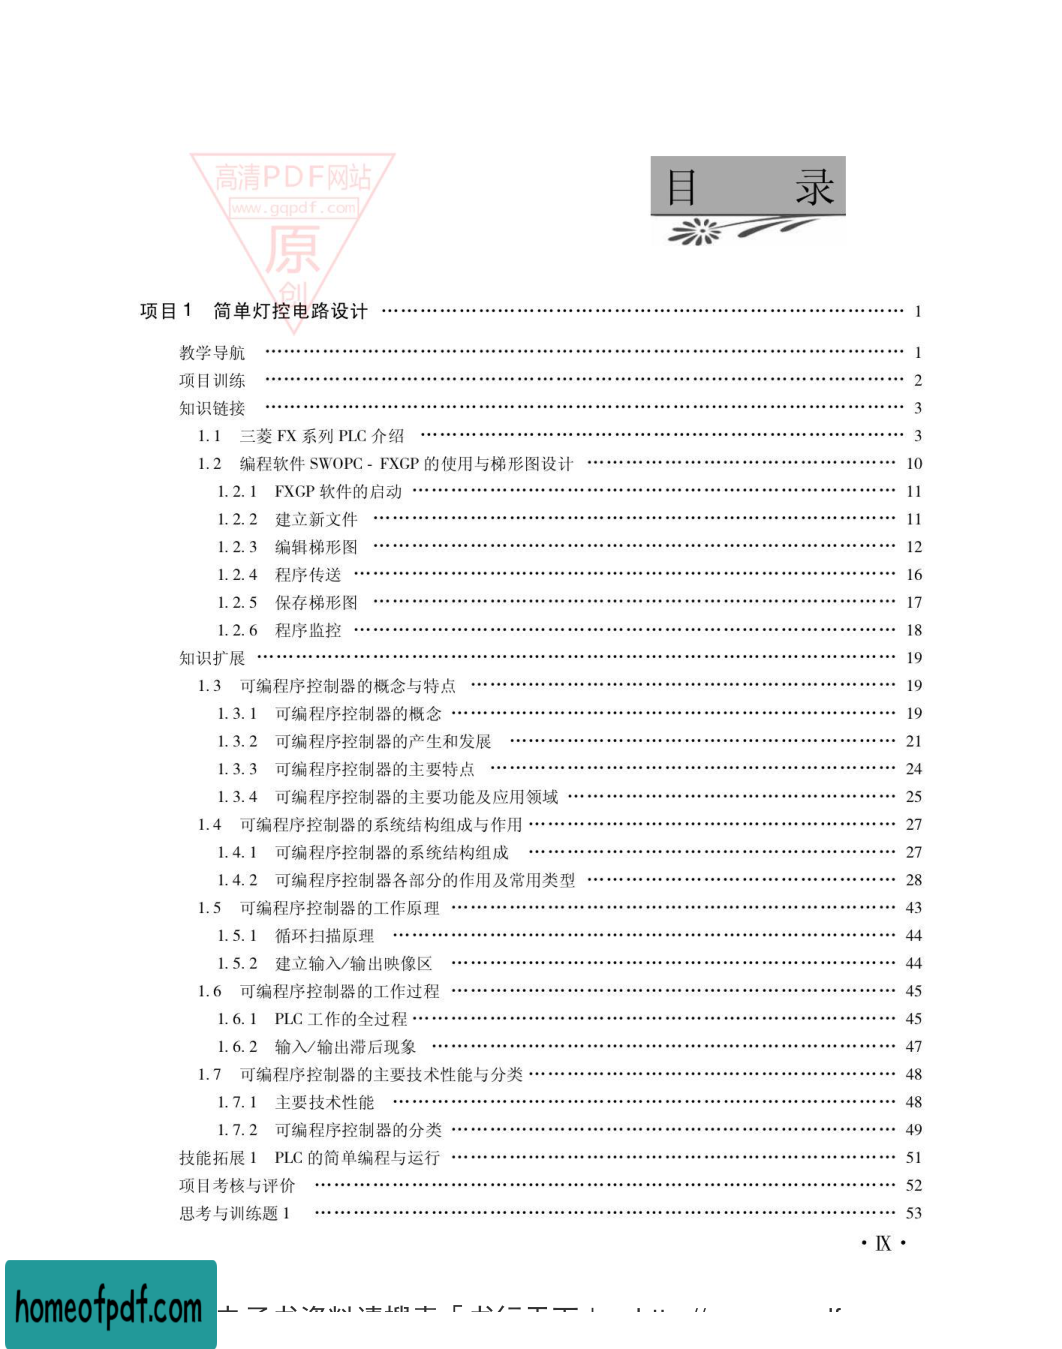 高清PDF网站
www.gqpdf.com
原
创
目 录
项目1 简单灯控电路设计 …… 1
教学导航 …… 1
项目训练 …… 2
知识链接 …… 3
1.1 三菱 FX 系列 PLC 介绍 …… 3
1.2 编程软件 SWOPC - FXGP 的使用与梯形图设计 …… 10
1.2.1 FXGP 软件的启动 …… 11
1.2.2 建立新文件 …… 11
1.2.3 编辑梯形图 …… 12
1.2.4 程序传送 …… 16
1.2.5 保存梯形图 …… 17
1.2.6 程序监控 …… 18
知识扩展 …… 19
1.3 可编程序控制器的概念与特点 …… 19
1.3.1 可编程序控制器的概念 …… 19
1.3.2 可编程序控制器的产生和发展 …… 21
1.3.3 可编程序控制器的主要特点 …… 24
1.3.4 可编程序控制器的主要功能及应用领域 …… 25
1.4 可编程序控制器的系统结构组成与作用 …… 27
1.4.1 可编程序控制器的系统结构组成 …… 27
1.4.2 可编程序控制器各部分的作用及常用类型 …… 28
1.5 可编程序控制器的工作原理 …… 43
1.5.1 循环扫描原理 …… 44
1.5.2 建立输入/输出映像区 …… 44
1.6 可编程序控制器的工作过程 …… 45
1.6.1 PLC 工作的全过程 …… 45
1.6.2 输入/输出滞后现象 …… 47
1.7 可编程序控制器的主要技术性能与分类 …… 48
1.7.1 主要技术性能 …… 48
1.7.2 可编程序控制器的分类 …… 49
技能拓展1 PLC 的简单编程与运行 …… 51
项目考核与评价 …… 52
思考与训练题1 …… 53
· Ⅸ ·
homeofpdf.com